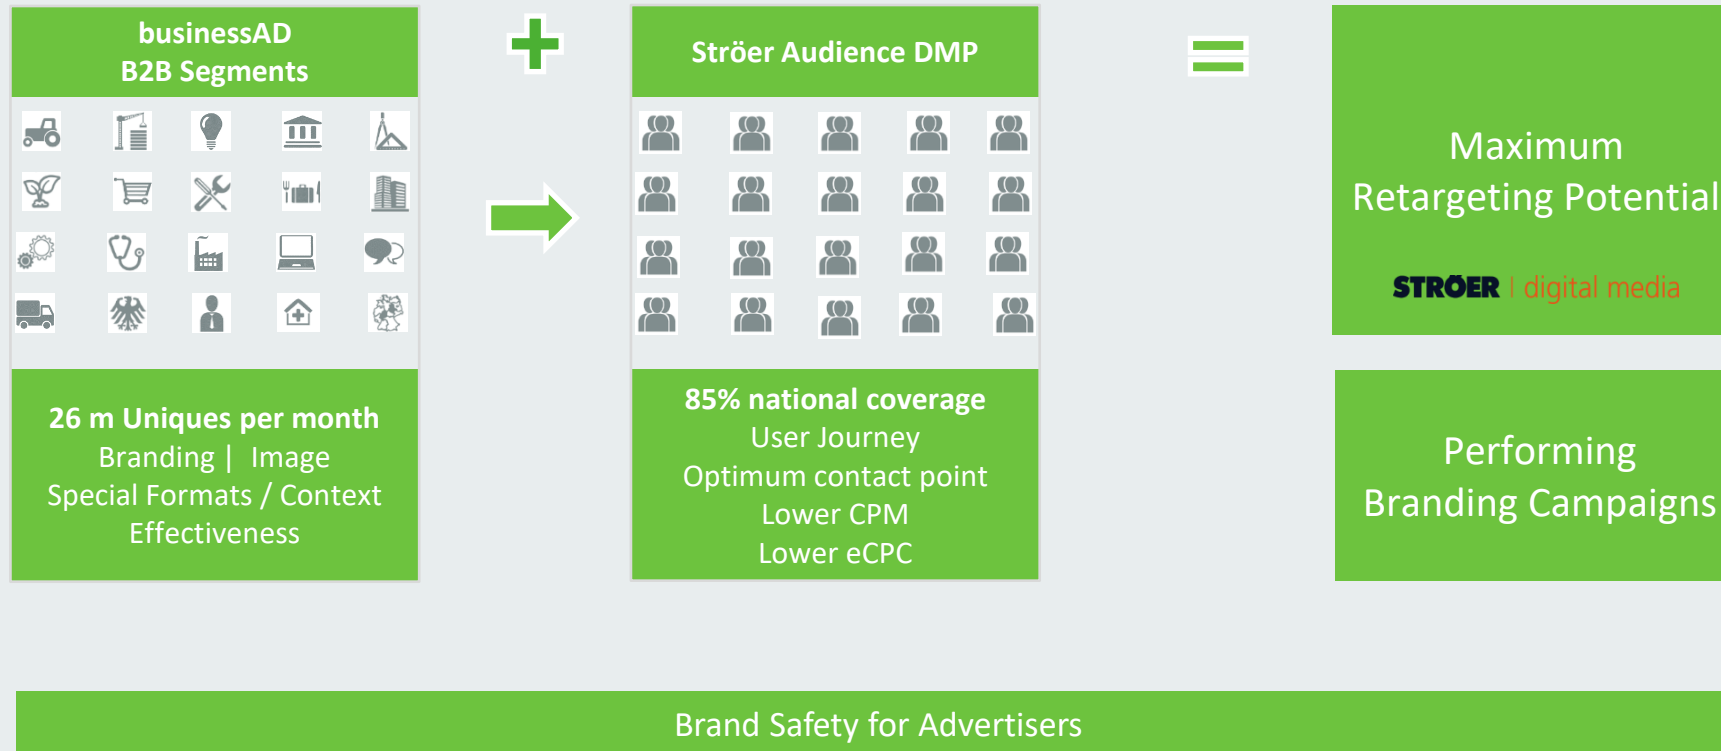 businessAD
B2B Segments
26 m Uniques per month
Branding | Image
Special Formats / Context
Effectiveness
Ströer Audience DMP
85% national coverage
User Journey
Optimum contact point
Lower CPM
Lower eCPC
Maximum
Retargeting Potential
STRÖER | digital media
Performing
Branding Campaigns
Brand Safety for Advertisers